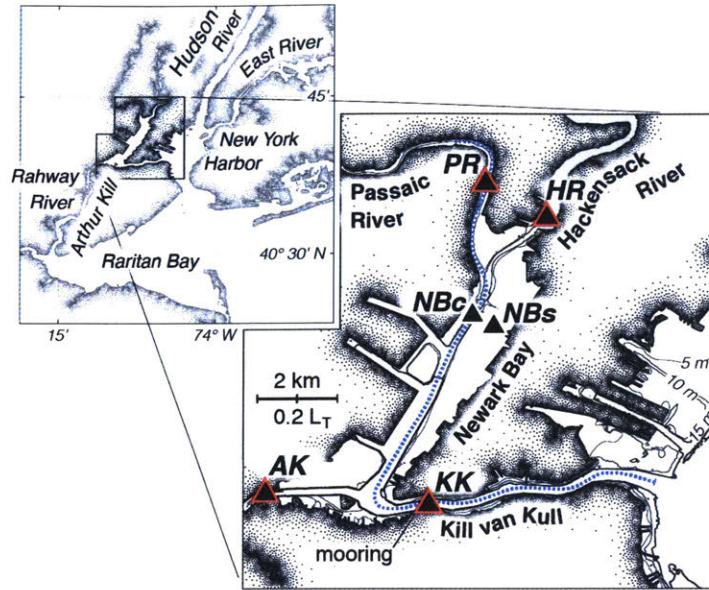 Hudson
River
East River
45'
New York
Harbor
Rahway
River
Arthur Kill
40° 30' N
Raritan Bay
15'
74° W
PR
HR
Passaic
River
Hackensack
River
NBc
NBs
Newark Bay
2 km
0.2 L_T
5 m
10 m
15 m
AK
KK
Kill van Kull
mooring